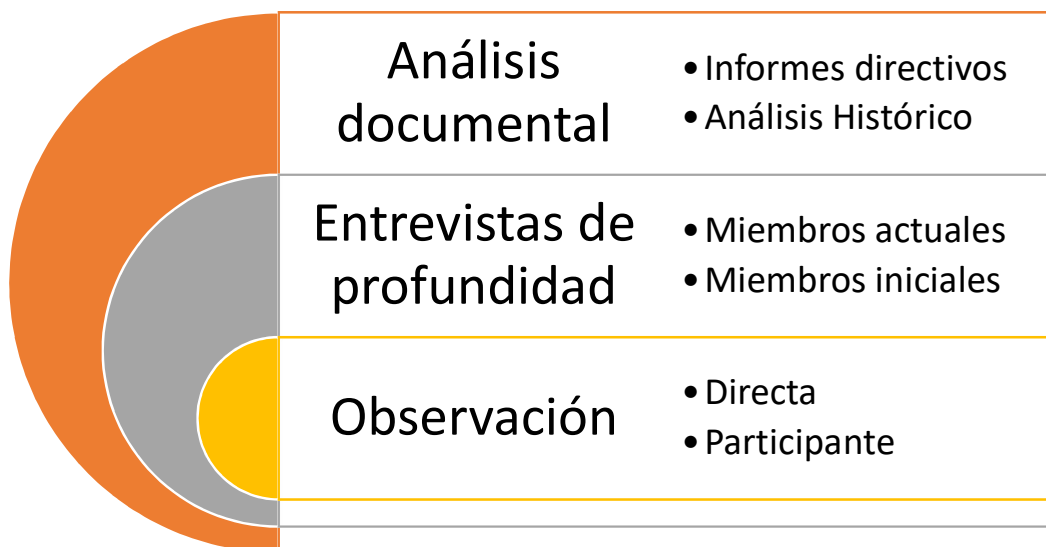 Análisis
documental
• Informes directivos
• Análisis Histórico
Entrevistas de
profundidad
• Miembros actuales
• Miembros iniciales
Observación
• Directa
• Participante